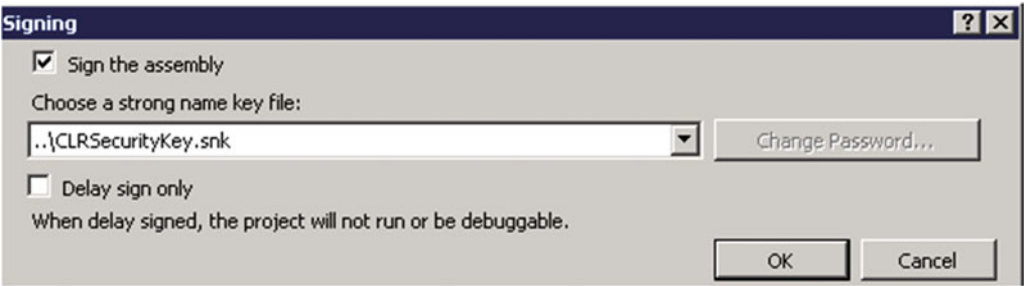 Signing
Sign the assembly
Choose a strong name key file:
..\CLRSecurityKey.snk
Change Password...
Delay sign only
When delay signed, the project will not run or be debuggable.
OK Cancel